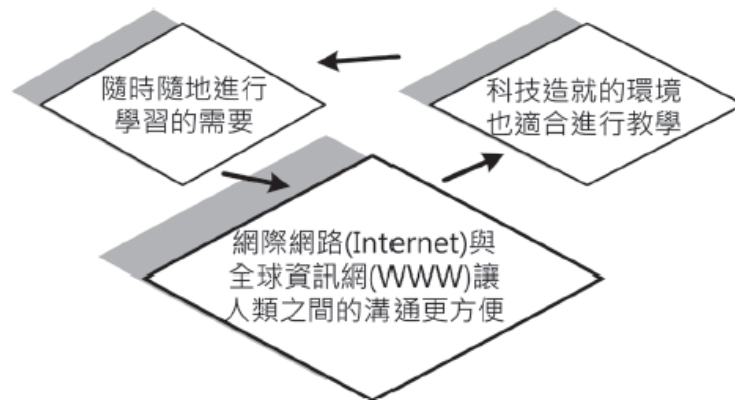 隨時隨地進行
學習的需要
科技造就的環境
也適合進行教學
網際網路(Internet)與
全球資訊網(WWW)讓
人類之間的溝通更方便